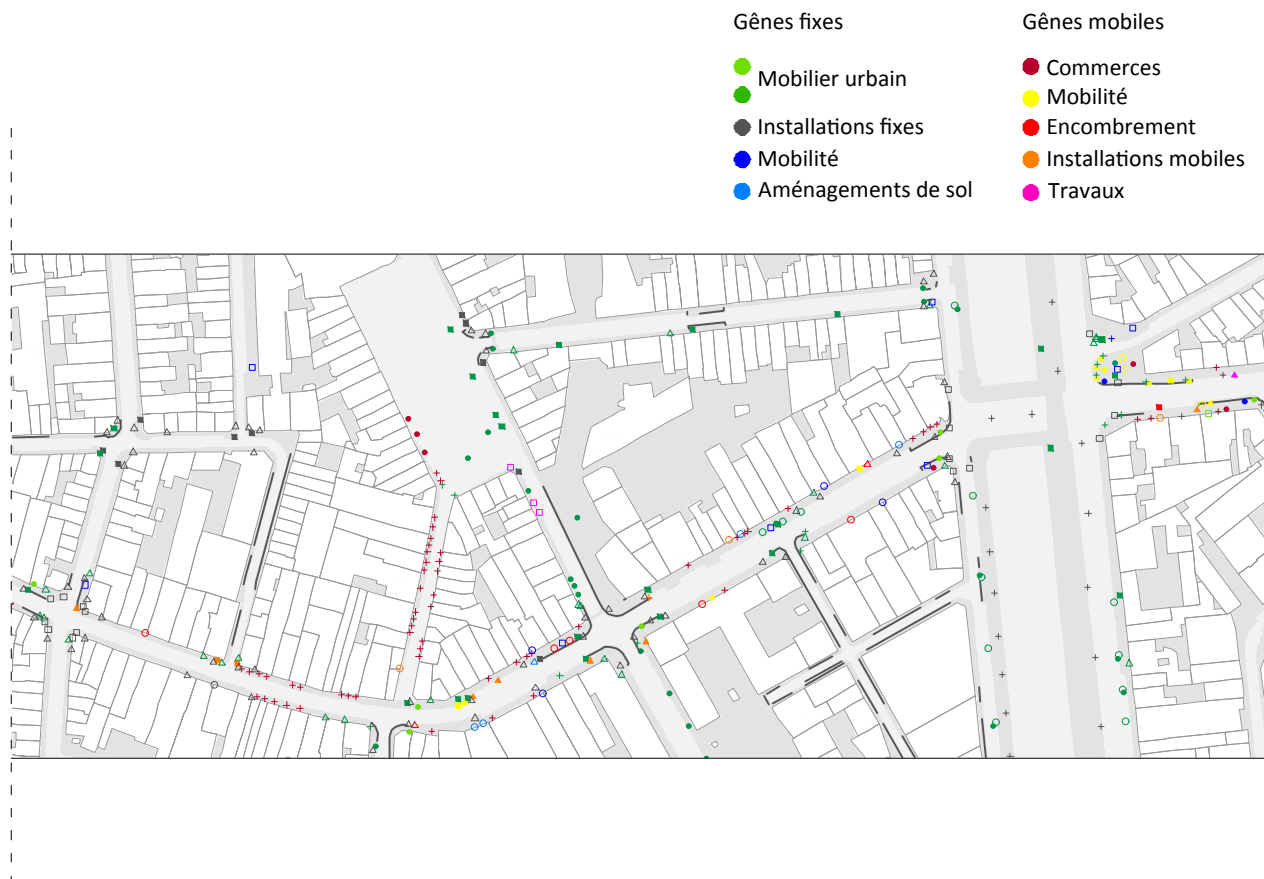 Gênes fixes
Mobilier urbain
Installations fixes
Mobilité
Aménagements de sol
Gênes mobiles
Commerces
Mobilité
Encombrement
Installations mobiles
Travaux